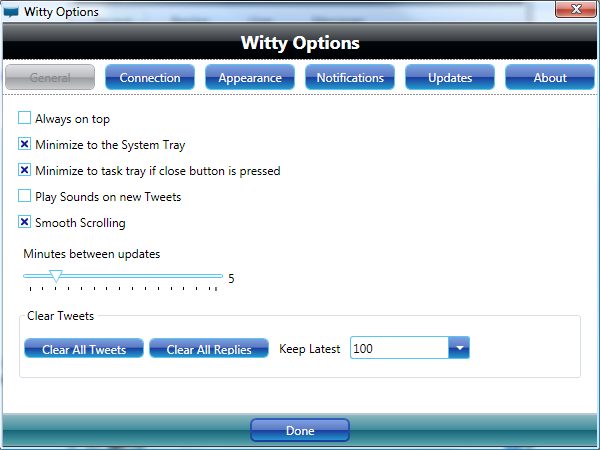 Witty Options
Witty Options
General Connection Appearance Notifications Updates About
Always on top
Minimize to the System Tray
Minimize to task tray if close button is pressed
Play Sounds on new Tweets
Smooth Scrolling
Minutes between updates
5
Clear Tweets
Clear All Tweets Clear All Replies Keep Latest 100
Done